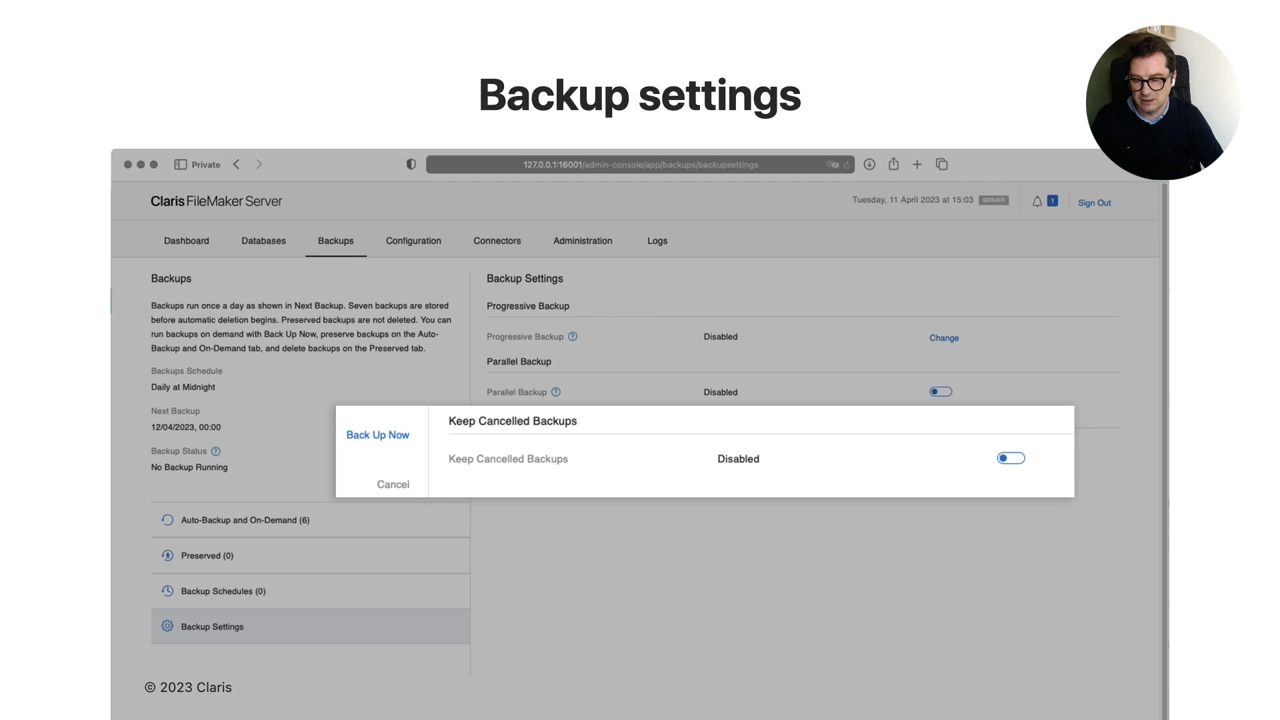 Backup settings
Private
127.0.0.1:16001/admin-console/app/backups/backupsettings
Claris FileMaker Server
Tuesday, 11 April 2023 at 15:03 SERVER
1
Sign Out
Dashboard
Databases
Backups
Configuration
Connectors
Administration
Logs
Backups
Backups run once a day as shown in Next Backup. Seven backups are stored
before automatic deletion begins. Preserved backups are not deleted. You can
run backups on demand with Back Up Now, preserve backups on the Auto-
Backup and On-Demand tab, and delete backups on the Preserved tab.
Backups Schedule
Daily at Midnight
Next Backup
12/04/2023, 00:00
Backup Status ?
No Backup Running
Back Up Now
Cancel
Auto-Backup and On-Demand (6)
Preserved (0)
Backup Schedules (0)
Backup Settings
Backup Settings
Progressive Backup
Progressive Backup ? Disabled Change
Parallel Backup
Parallel Backup ? Disabled
Keep Cancelled Backups
Keep Cancelled Backups Disabled
© 2023 Claris